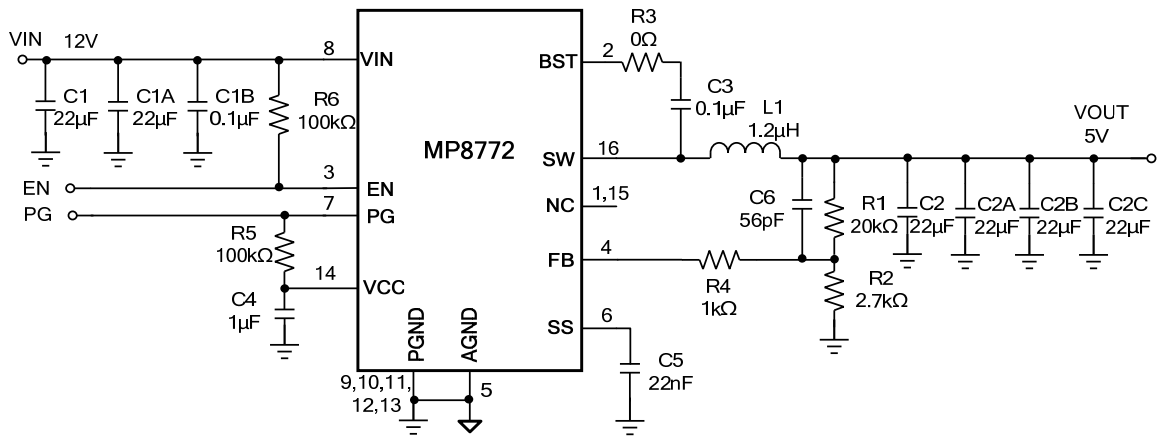 VIN 12V
8
VIN
C1
22µF
C1A
22µF
C1B
0.1µF
R6
100kΩ
EN
3
EN
PG
7
PG
R5
100kΩ
14
VCC
C4
1µF
MP8772
PGND
AGND
9,10,11,
12,13
5
BST
2
R3
0Ω
C3
0.1µF
L1
1.2µH
SW
16
VOUT
5V
NC
1,15
C6
56pF
R1
20kΩ
C2
22µF
C2A
22µF
C2B
22µF
C2C
22µF
FB
4
R4
1kΩ
R2
2.7kΩ
SS
6
C5
22nF